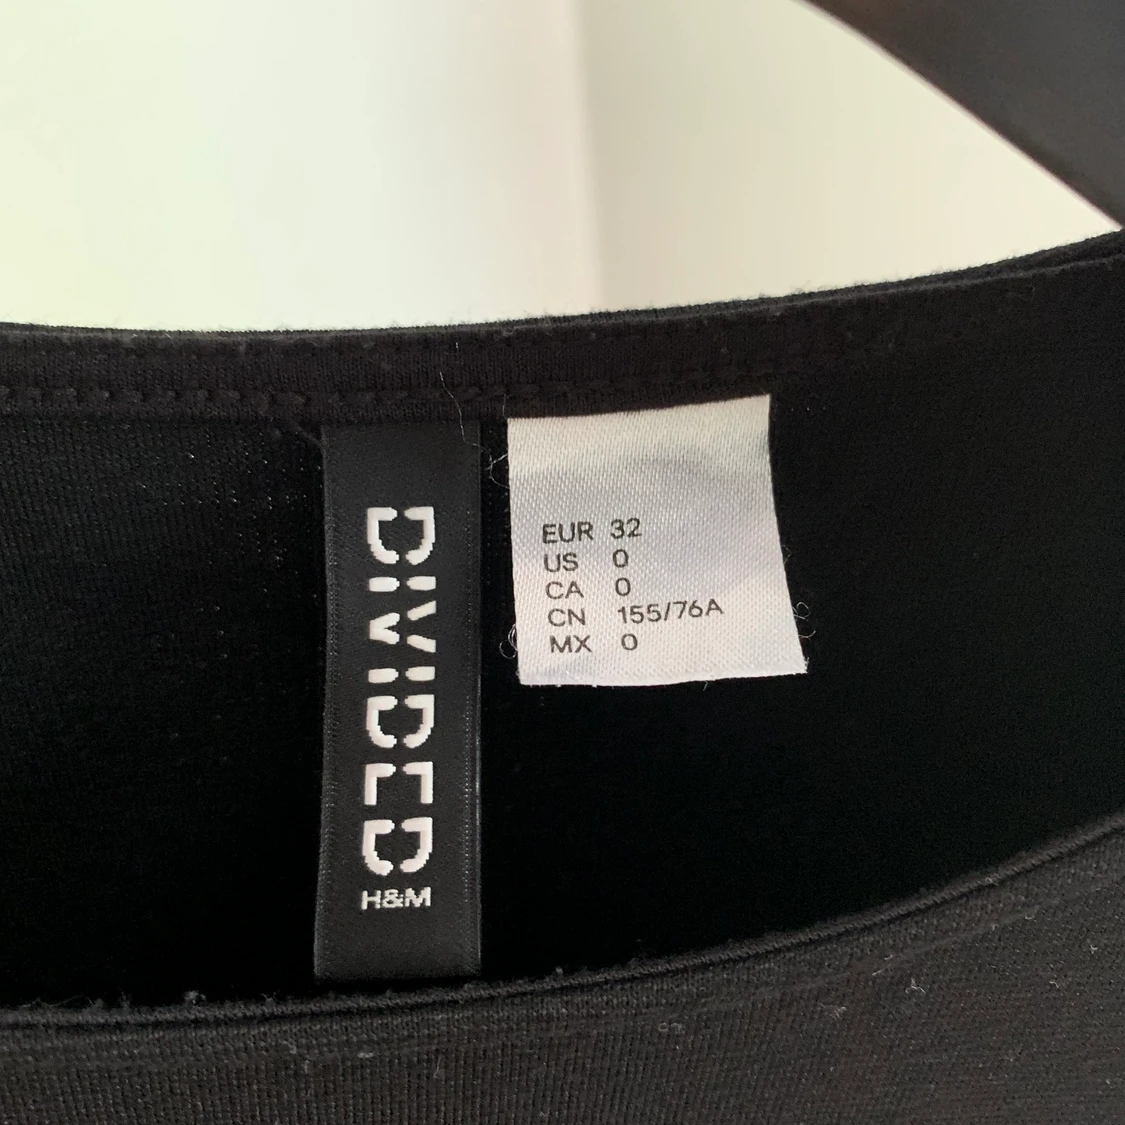 DIVIDED
H&M
EUR 32
US 0
CA 0
CN 155/76A
MX 0